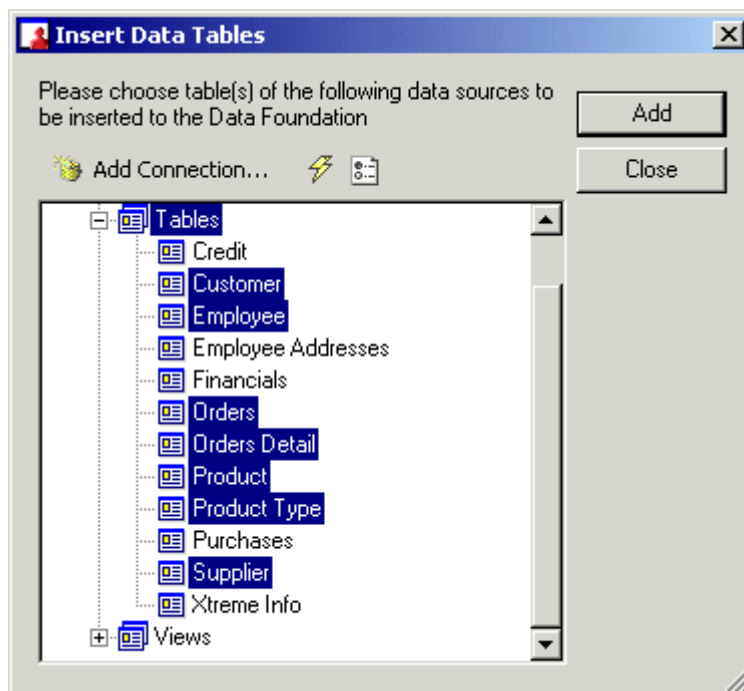 Insert Data Tables
Please choose table(s) of the following data sources to
be inserted to the Data Foundation
Add
Add Connection...
Close
Tables
Credit
Customer
Employee
Employee Addresses
Financials
Orders
Orders Detail
Product
Product Type
Purchases
Supplier
Xtreme Info
Views